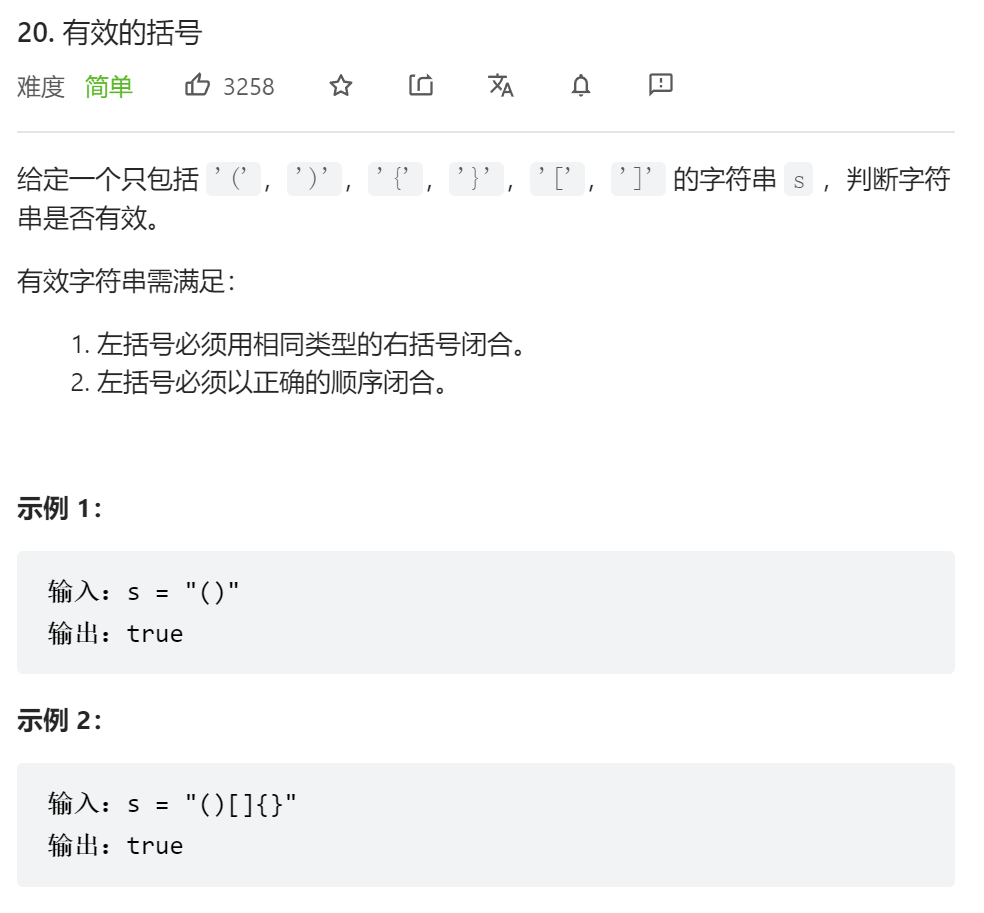 20. 有效的括号
难度 简单 3258
给定一个只包括 '('，')'，'{'，'}'，'['，']' 的字符串 s ，判断字符
串是否有效。
有效字符串需满足：
1. 左括号必须用相同类型的右括号闭合。
2. 左括号必须以正确的顺序闭合。
示例 1：
输入：s = "()"
输出：true
示例 2：
输入：s = "()[]{}"
输出：true